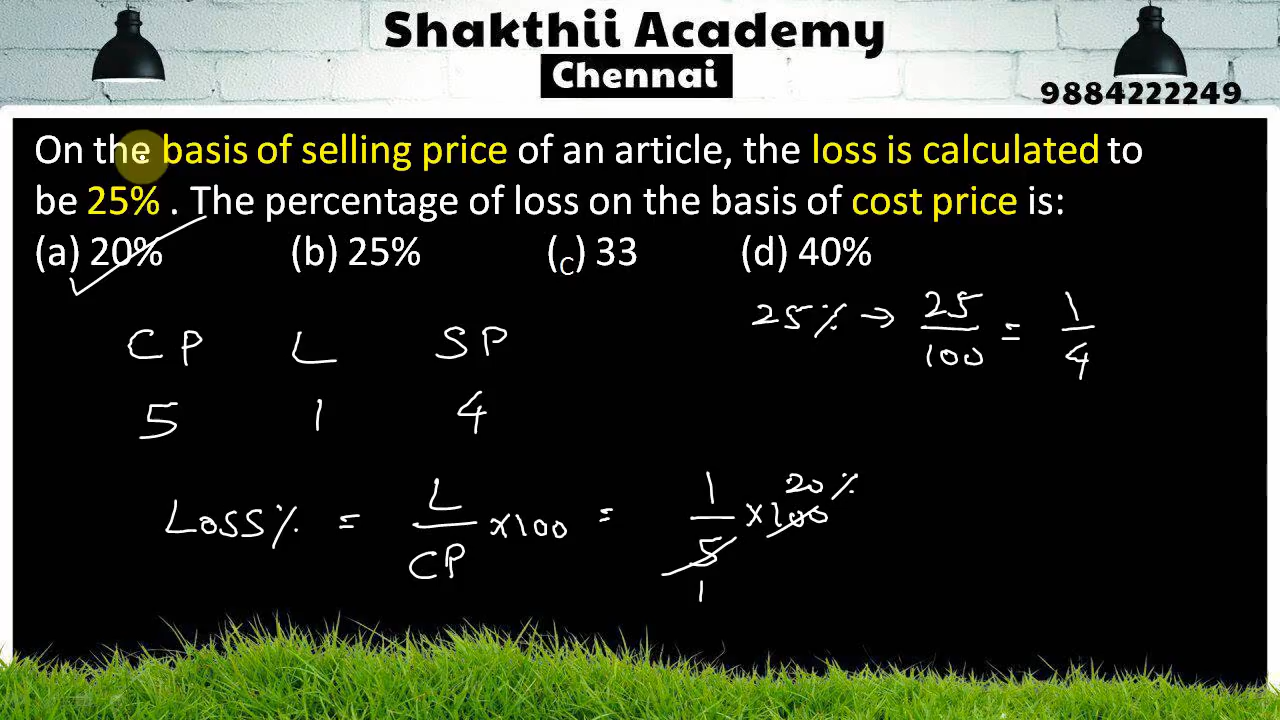 Shakthii Academy
Chennai
9884222249
On the basis of selling price of an article, the loss is calculated to
be 25% . The percentage of loss on the basis of cost price is:
(a) 20% (b) 25% (c) 33 (d) 40%
25% → 25/100 = 1/4
CP L SP
5 1 4
Loss% = L/CP ×100 = 1/5 ×100 20%
1